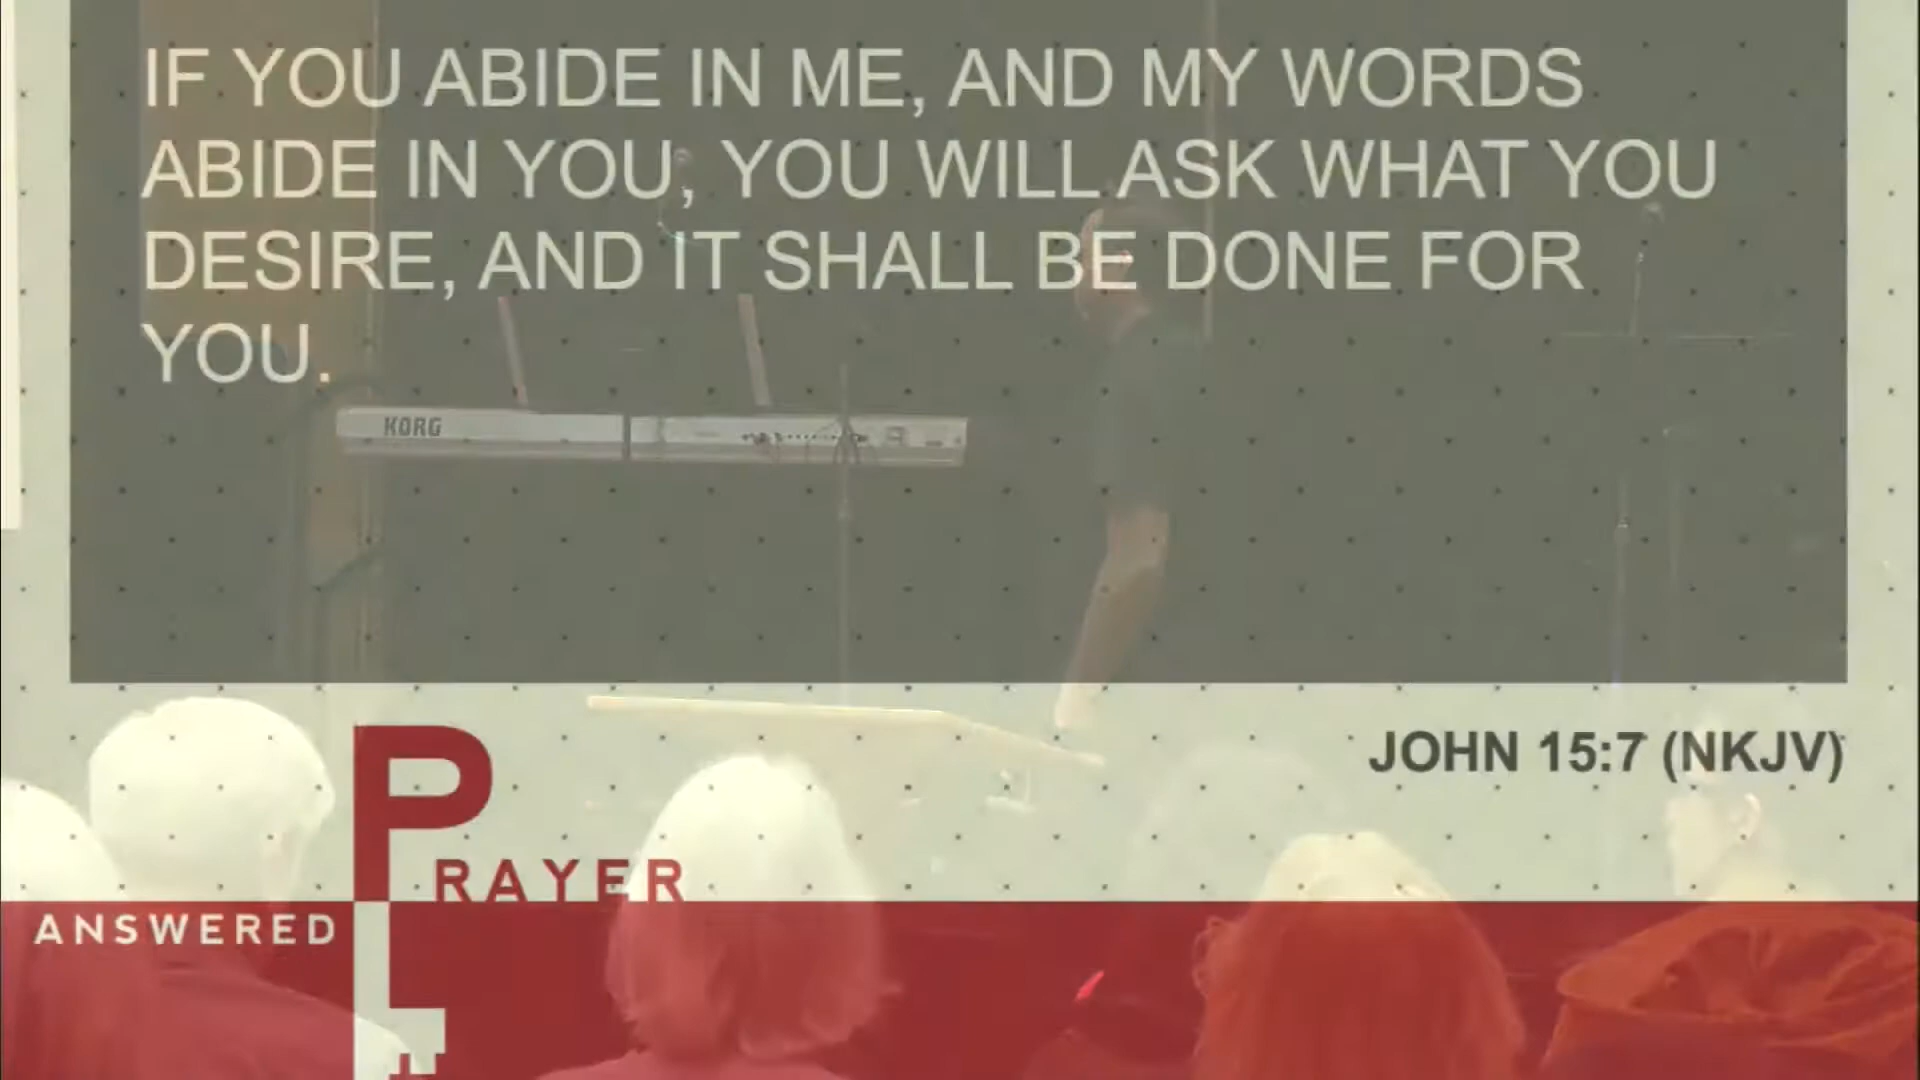 IF YOU ABIDE IN ME, AND MY WORDS
ABIDE IN YOU, YOU WILL ASK WHAT YOU
DESIRE, AND IT SHALL BE DONE FOR
YOU.
KORG
JOHN 15:7 (NKJV)
PRAYER
ANSWERED